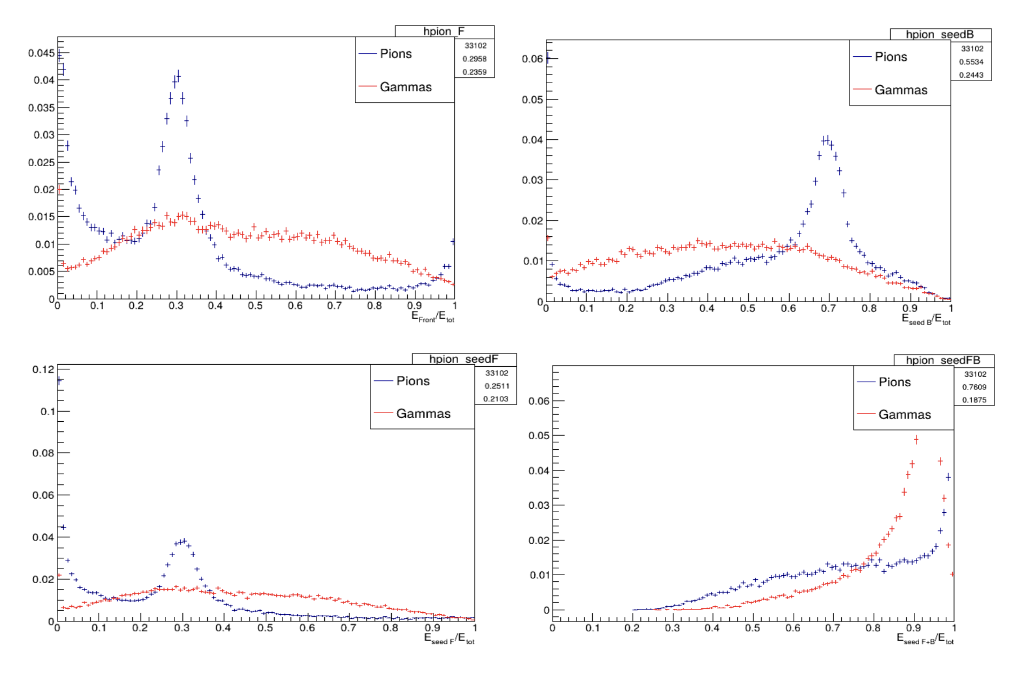 hpion_F
33102
0.2958
0.2359
Pions
Gammas
0.045
0.04
0.035
0.03
0.025
0.02
0.015
0.01
0.005
0
0 0.1 0.2 0.3 0.4 0.5 0.6 0.7 0.8 0.9 1
E_Front/E_tot
hpion_seedB
33102
0.5534
0.2443
Pions
Gammas
0.06
0.05
0.04
0.03
0.02
0.01
0
0 0.1 0.2 0.3 0.4 0.5 0.6 0.7 0.8 0.9 1
E_seed B/E_tot
hpion_seedF
33102
0.2511
0.2103
Pions
Gammas
0.12
0.1
0.08
0.06
0.04
0.02
0
0 0.1 0.2 0.3 0.4 0.5 0.6 0.7 0.8 0.9 1
E_seed F/E_tot
hpion_seedFB
33102
0.7609
0.1875
Pions
Gammas
0.06
0.05
0.04
0.03
0.02
0.01
0
0 0.1 0.2 0.3 0.4 0.5 0.6 0.7 0.8 0.9 1
E_seed F+B/E_tot